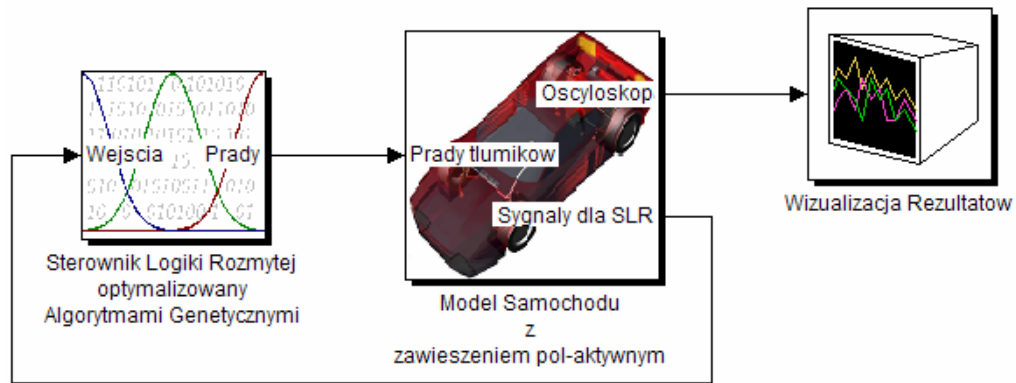 Wejscia
Prady
Sterownik Logiki Rozmytej
optymalizowany
Algorytmami Genetycznymi
Oscyloskop
Prady tlumikow
Sygnaly dla SLR
Model Samochodu
z
zawieszeniem pol-aktywnym
Wizualizacja Rezultatow